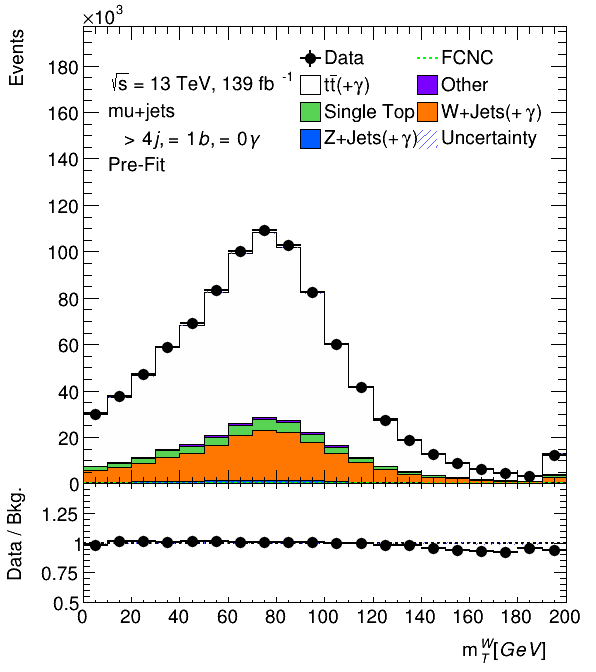 ×10³
Events
Data
FCNC
√s = 13 TeV, 139 fb⁻¹
tt̄(+γ)
Other
mu+jets
Single Top
W+Jets(+γ)
> 4j, = 1b, = 0γ
Z+Jets(+γ)
Uncertainty
Pre-Fit
180
160
140
120
100
80
60
40
20
0
Data / Bkg.
1.25
1
0.75
0.5
0 20 40 60 80 100 120 140 160 180 200
m_T^W[GeV]